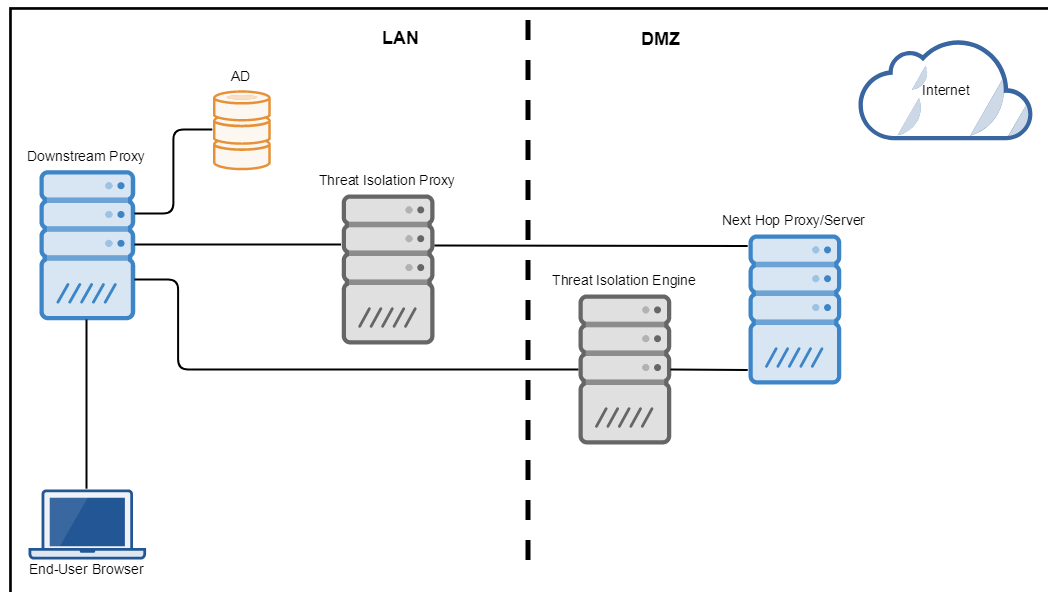 LAN
DMZ
AD
Internet
Downstream Proxy
Threat Isolation Proxy
Next Hop Proxy/Server
Threat Isolation Engine
End-User Browser